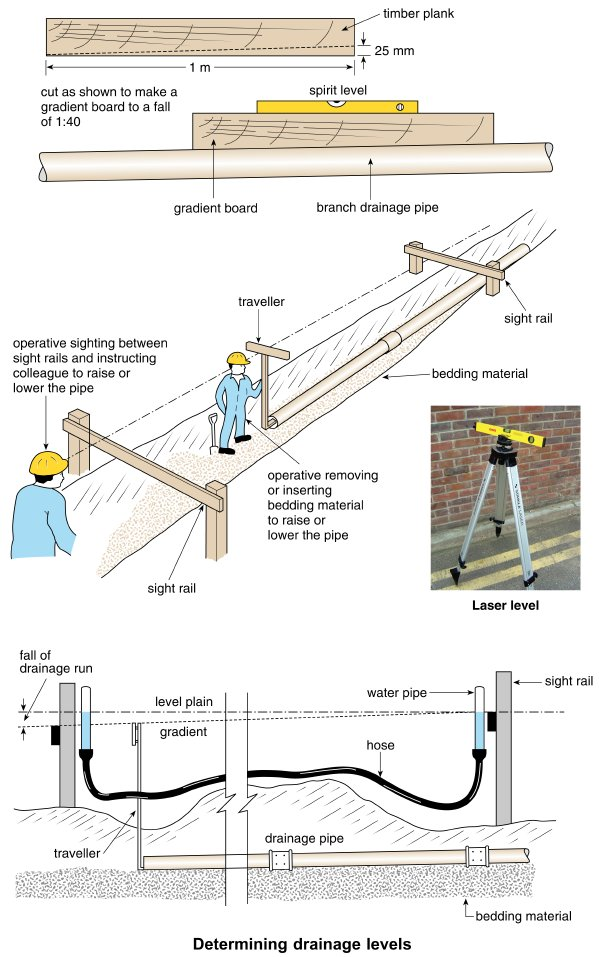 timber plank
25 mm
1 m
cut as shown to make a
gradient board to a fall
of 1:40
spirit level
gradient board
branch drainage pipe
traveller
sight rail
operative sighting between
sight rails and instructing
colleague to raise or
lower the pipe
bedding material
operative removing
or inserting
bedding material
to raise or
lower the pipe
sight rail
Laser level
fall of
drainage run
level plain
water pipe
sight rail
gradient
hose
drainage pipe
traveller
bedding material
Determining drainage levels